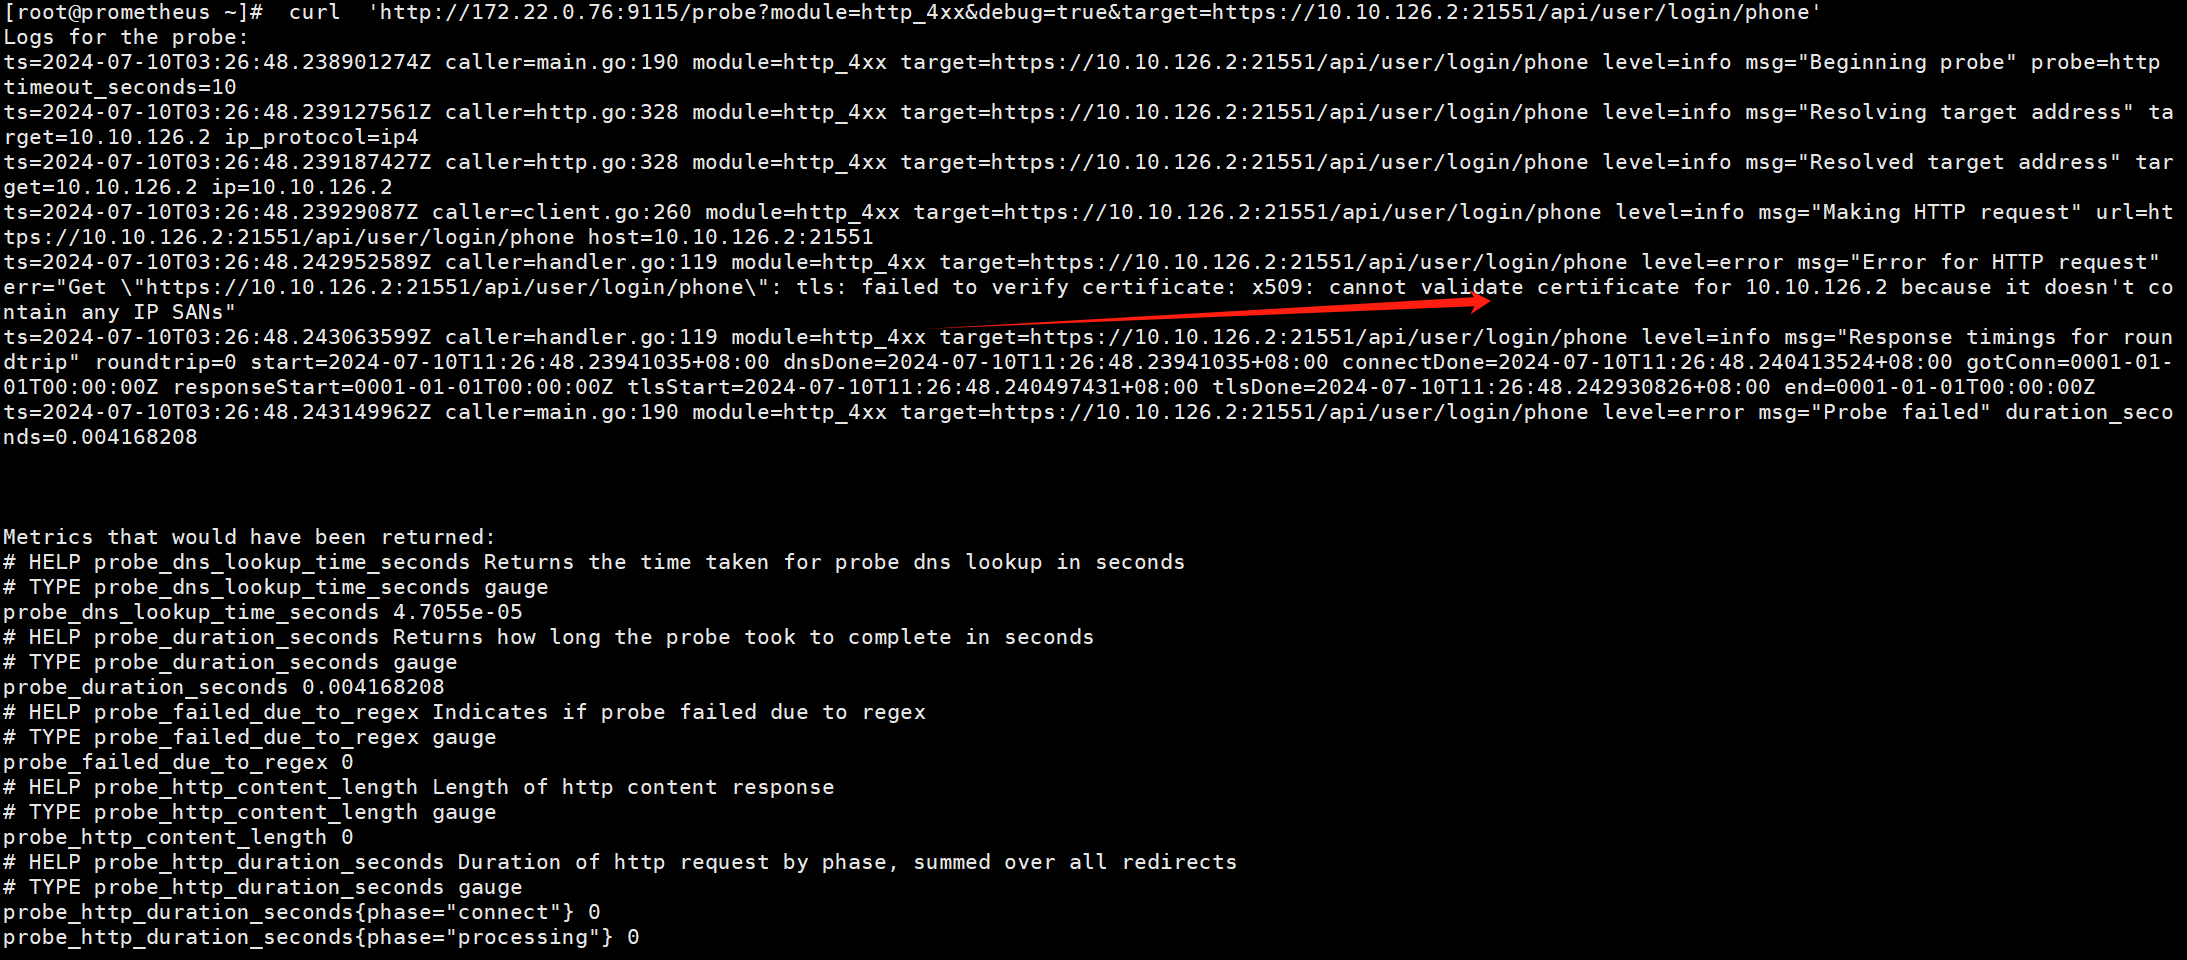 [root@prometheus ~]#  curl  'http://172.22.0.76:9115/probe?module=http_4xx&debug=true&target=https://10.10.126.2:21551/api/user/login/phone'
Logs for the probe:
ts=2024-07-10T03:26:48.238901274Z caller=main.go:190 module=http_4xx target=https://10.10.126.2:21551/api/user/login/phone level=info msg="Beginning probe" probe=http
timeout_seconds=10
ts=2024-07-10T03:26:48.239127561Z caller=http.go:328 module=http_4xx target=https://10.10.126.2:21551/api/user/login/phone level=info msg="Resolving target address" ta
rget=10.10.126.2 ip_protocol=ip4
ts=2024-07-10T03:26:48.239187427Z caller=http.go:328 module=http_4xx target=https://10.10.126.2:21551/api/user/login/phone level=info msg="Resolved target address" tar
get=10.10.126.2 ip=10.10.126.2
ts=2024-07-10T03:26:48.23929087Z caller=client.go:260 module=http_4xx target=https://10.10.126.2:21551/api/user/login/phone level=info msg="Making HTTP request" url=ht
tps://10.10.126.2:21551/api/user/login/phone host=10.10.126.2:21551
ts=2024-07-10T03:26:48.242952589Z caller=handler.go:119 module=http_4xx target=https://10.10.126.2:21551/api/user/login/phone level=error msg="Error for HTTP request"
err="Get \"https://10.10.126.2:21551/api/user/login/phone\": tls: failed to verify certificate: x509: cannot validate certificate for 10.10.126.2 because it doesn't co
ntain any IP SANs"
ts=2024-07-10T03:26:48.243063599Z caller=handler.go:119 module=http_4xx target=https://10.10.126.2:21551/api/user/login/phone level=info msg="Response timings for roun
dtrip" roundtrip=0 start=2024-07-10T11:26:48.23941035+08:00 dnsDone=2024-07-10T11:26:48.23941035+08:00 connectDone=2024-07-10T11:26:48.240413524+08:00 gotConn=0001-01-
01T00:00:00Z responseStart=0001-01-01T00:00:00Z tlsStart=2024-07-10T11:26:48.240497431+08:00 tlsDone=2024-07-10T11:26:48.242930826+08:00 end=0001-01-01T00:00:00Z
ts=2024-07-10T03:26:48.243149962Z caller=main.go:190 module=http_4xx target=https://10.10.126.2:21551/api/user/login/phone level=error msg="Probe failed" duration_seco
nds=0.004168208
Metrics that would have been returned:
# HELP probe_dns_lookup_time_seconds Returns the time taken for probe dns lookup in seconds
# TYPE probe_dns_lookup_time_seconds gauge
probe_dns_lookup_time_seconds 4.7055e-05
# HELP probe_duration_seconds Returns how long the probe took to complete in seconds
# TYPE probe_duration_seconds gauge
probe_duration_seconds 0.004168208
# HELP probe_failed_due_to_regex Indicates if probe failed due to regex
# TYPE probe_failed_due_to_regex gauge
probe_failed_due_to_regex 0
# HELP probe_http_content_length Length of http content response
# TYPE probe_http_content_length gauge
probe_http_content_length 0
# HELP probe_http_duration_seconds Duration of http request by phase, summed over all redirects
# TYPE probe_http_duration_seconds gauge
probe_http_duration_seconds{phase="connect"} 0
probe_http_duration_seconds{phase="processing"} 0